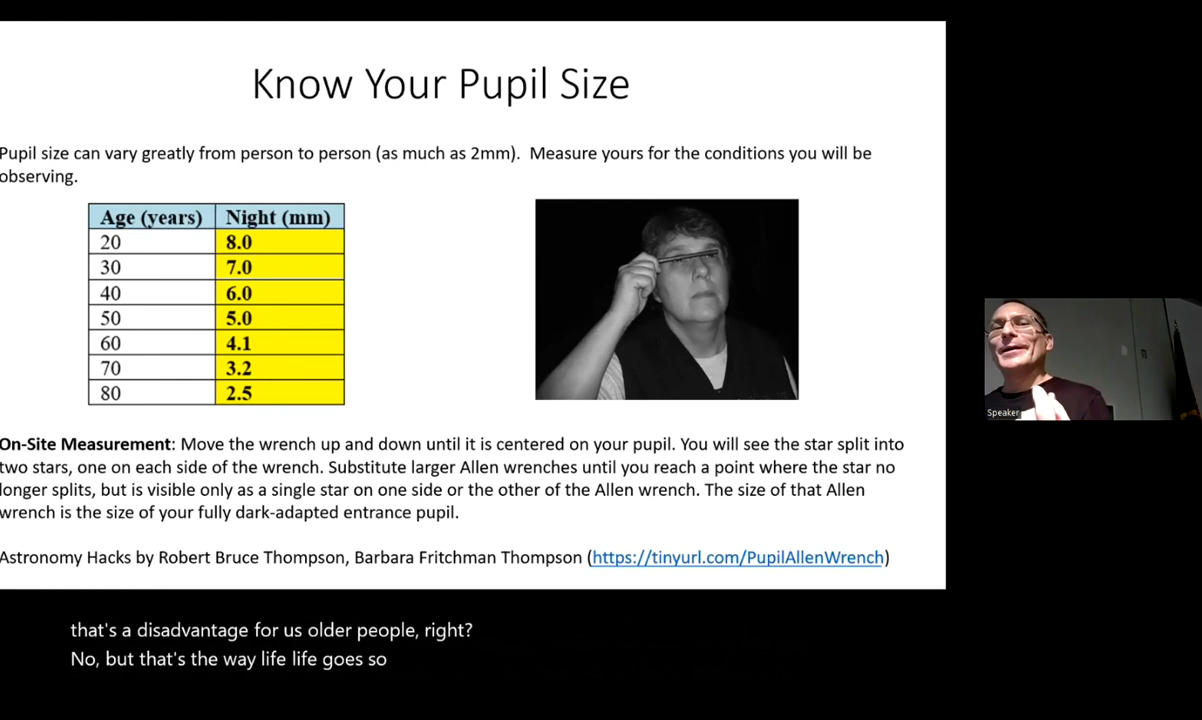 Know Your Pupil Size
Pupil size can vary greatly from person to person (as much as 2mm).  Measure yours for the conditions you will be
observing.
Age (years) Night (mm)
20 8.0
30 7.0
40 6.0
50 5.0
60 4.1
70 3.2
80 2.5
On-Site Measurement: Move the wrench up and down until it is centered on your pupil. You will see the star split into
two stars, one on each side of the wrench. Substitute larger Allen wrenches until you reach a point where the star no
longer splits, but is visible only as a single star on one side or the other of the Allen wrench. The size of that Allen
wrench is the size of your fully dark-adapted entrance pupil.
Astronomy Hacks by Robert Bruce Thompson, Barbara Fritchman Thompson (https://tinyurl.com/PupilAllenWrench)
Speaker
that's a disadvantage for us older people, right?
No, but that's the way life life goes so